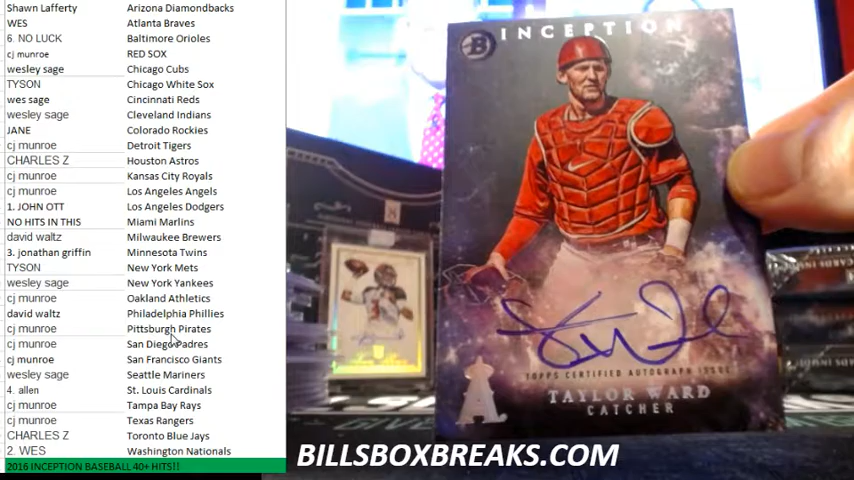 Shawn Lafferty Arizona Diamondbacks
WES Atlanta Braves
6. NO LUCK Baltimore Orioles
cj munroe RED SOX
wesley sage Chicago Cubs
TYSON Chicago White Sox
wes sage Cincinnati Reds
wesley sage Cleveland Indians
JANE Colorado Rockies
cj munroe Detroit Tigers
CHARLES Z Houston Astros
cj munroe Kansas City Royals
cj munroe Los Angeles Angels
1. JOHN OTT Los Angeles Dodgers
NO HITS IN THIS Miami Marlins
david waltz Milwaukee Brewers
3. jonathan griffin Minnesota Twins
TYSON New York Mets
wesley sage New York Yankees
cj munroe Oakland Athletics
david waltz Philadelphia Phillies
cj munroe Pittsburgh Pirates
cj munroe San Diego Padres
cj munroe San Francisco Giants
wesley sage Seattle Mariners
4. allen St. Louis Cardinals
cj munroe Tampa Bay Rays
cj munroe Texas Rangers
CHARLES Z Toronto Blue Jays
2. WES Washington Nationals
2016 INCEPTION BASEBALL 40+ HITS!!
B INCEPTION
TOPPS CERTIFIED AUTOGRAPH ISSUE
A TAYLOR WARD
CATCHER
BILLSBOXBREAKS.COM